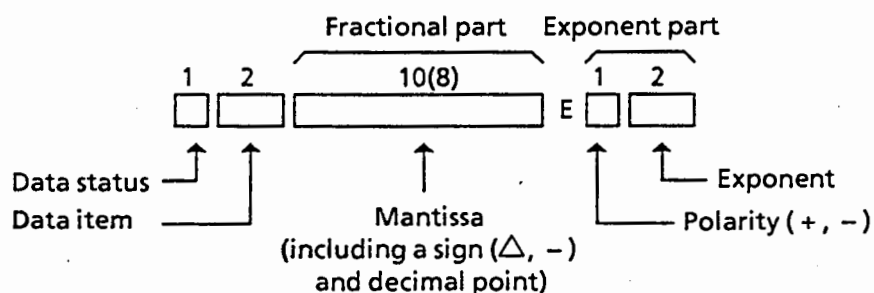 Fractional part Exponent part
1 2 10(8) 1 2
E
Data status Exponent
Data item Mantissa Polarity (+, −)
(including a sign (△, −)
and decimal point)